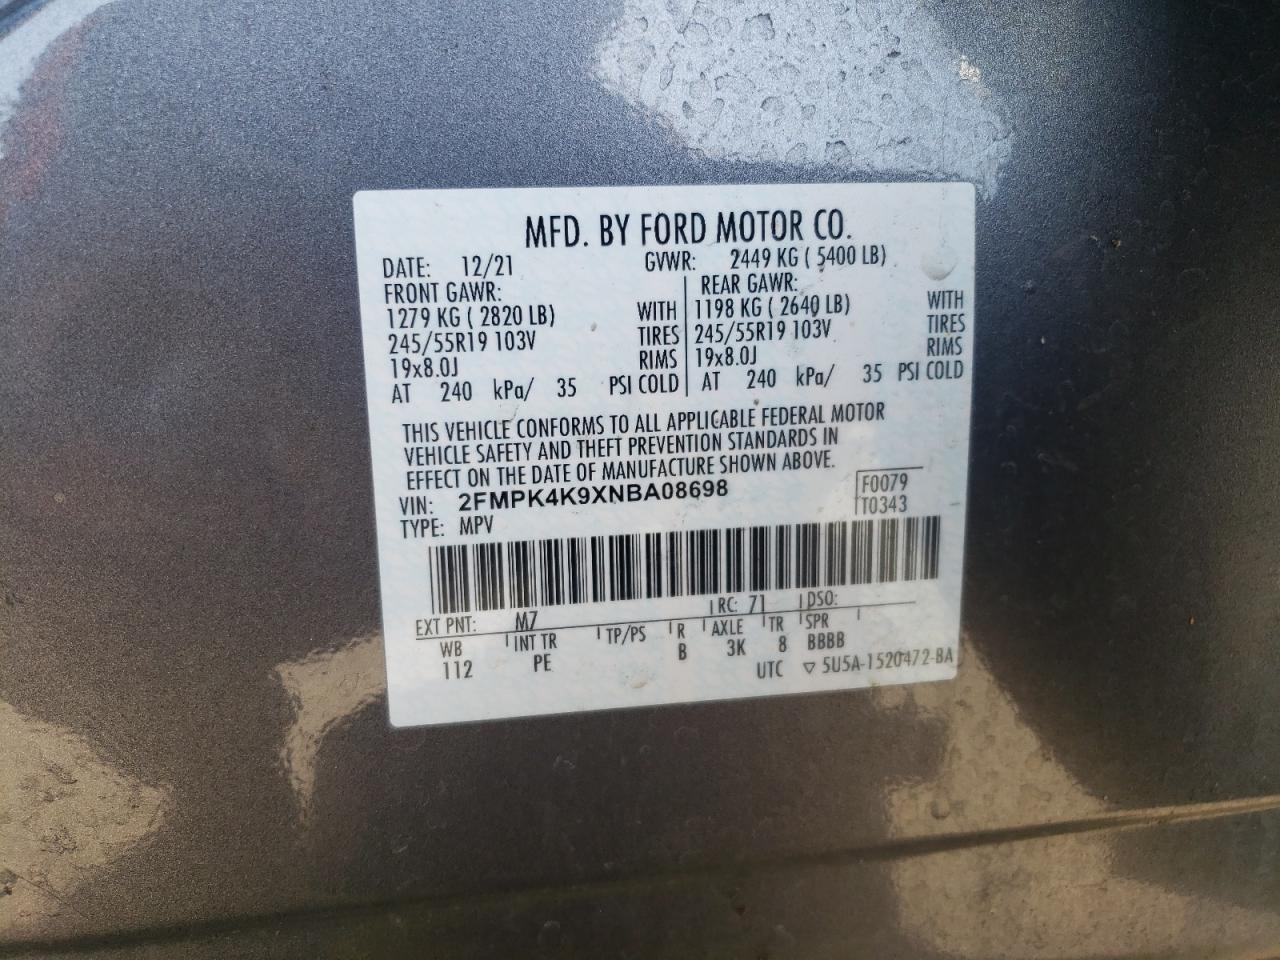 MFD. BY FORD MOTOR CO.
DATE: 12/21 GVWR: 2449 KG ( 5400 LB)
FRONT GAWR: REAR GAWR:
1279 KG ( 2820 LB) WITH 1198 KG ( 2640 LB) WITH
245/55R19 103V TIRES 245/55R19 103V TIRES
19x8.0J RIMS 19x8.0J RIMS
AT 240 kPa/ 35 PSI COLD AT 240 kPa/ 35 PSI COLD
THIS VEHICLE CONFORMS TO ALL APPLICABLE FEDERAL MOTOR
VEHICLE SAFETY AND THEFT PREVENTION STANDARDS IN
EFFECT ON THE DATE OF MANUFACTURE SHOWN ABOVE.
VIN: 2FMPK4K9XNBA08698 F0079
TYPE: MPV T0343
EXT PNT: M7 RC: 71 DSO:
WB INT TR TP/PS R AXLE TR SPR
112 PE B 3K 8 BBBB
UTC ▽ 5U5A-1520472-BA